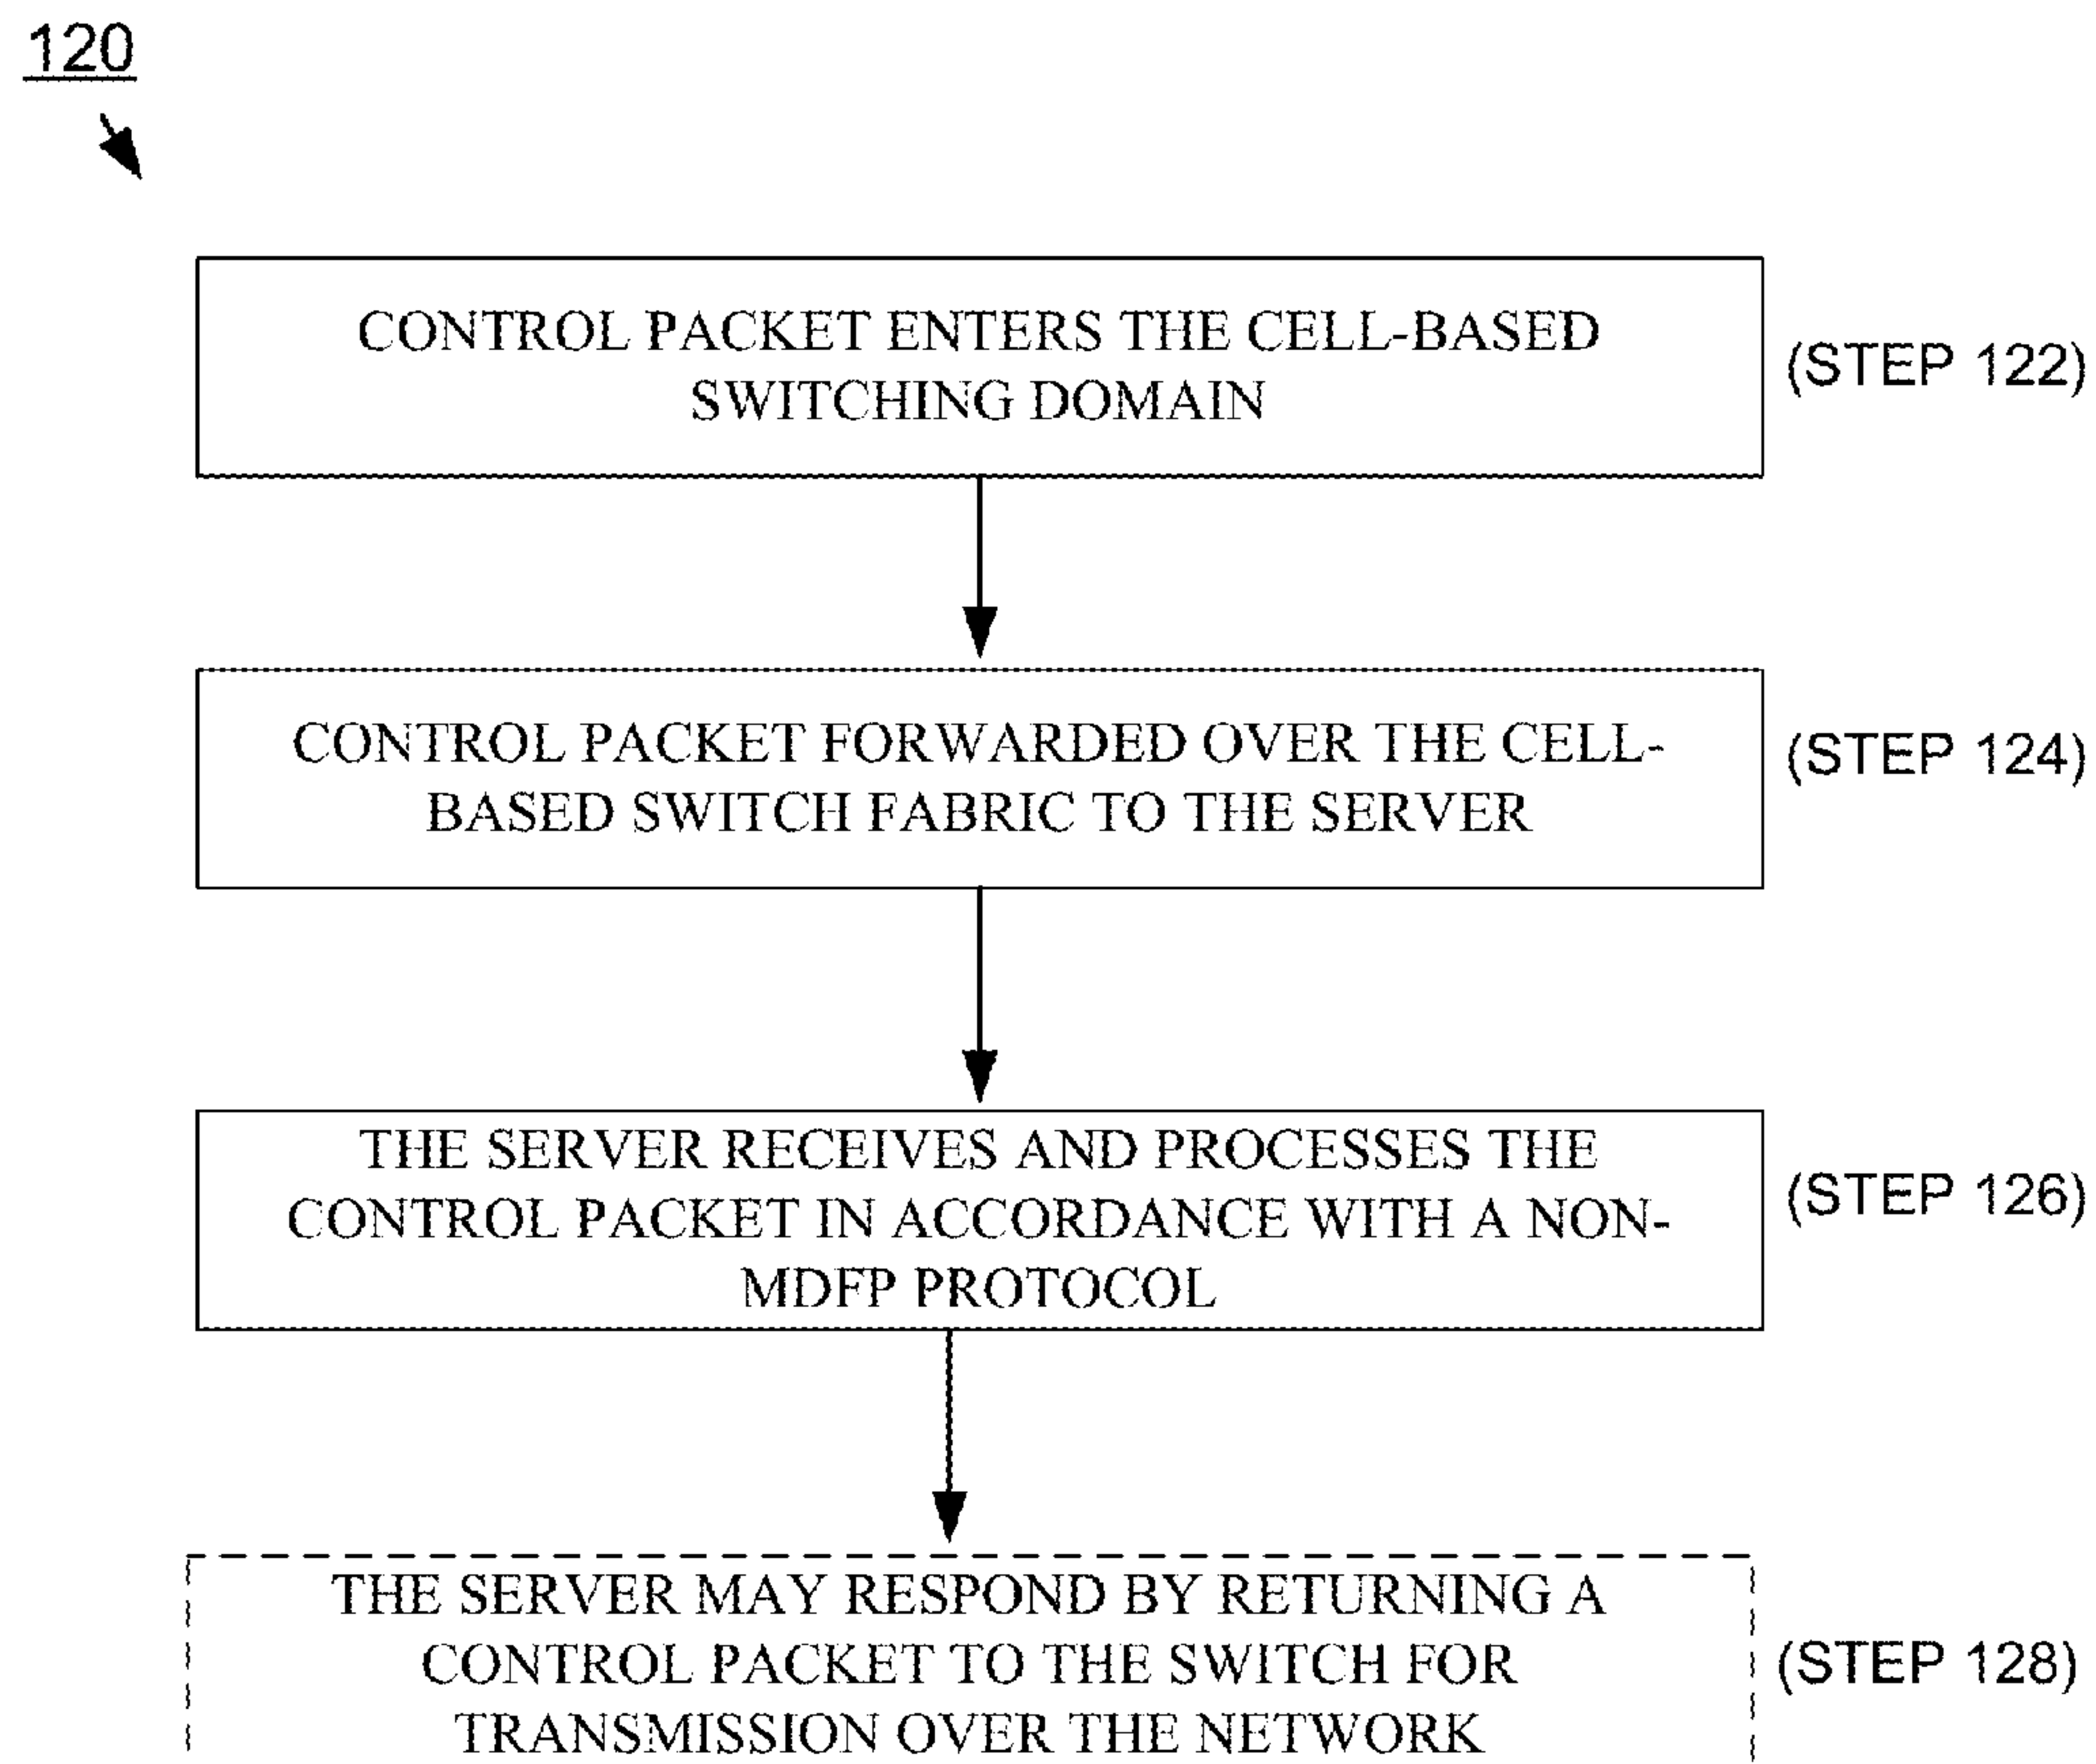 120
CONTROL PACKET ENTERS THE CELL-BASED
SWITCHING DOMAIN
(STEP 122)
CONTROL PACKET FORWARDED OVER THE CELL-
BASED SWITCH FABRIC TO THE SERVER
(STEP 124)
THE SERVER RECEIVES AND PROCESSES THE
CONTROL PACKET IN ACCORDANCE WITH A NON-
MDFP PROTOCOL
(STEP 126)
THE SERVER MAY RESPOND BY RETURNING A
CONTROL PACKET TO THE SWITCH FOR
TRANSMISSION OVER THE NETWORK
(STEP 128)